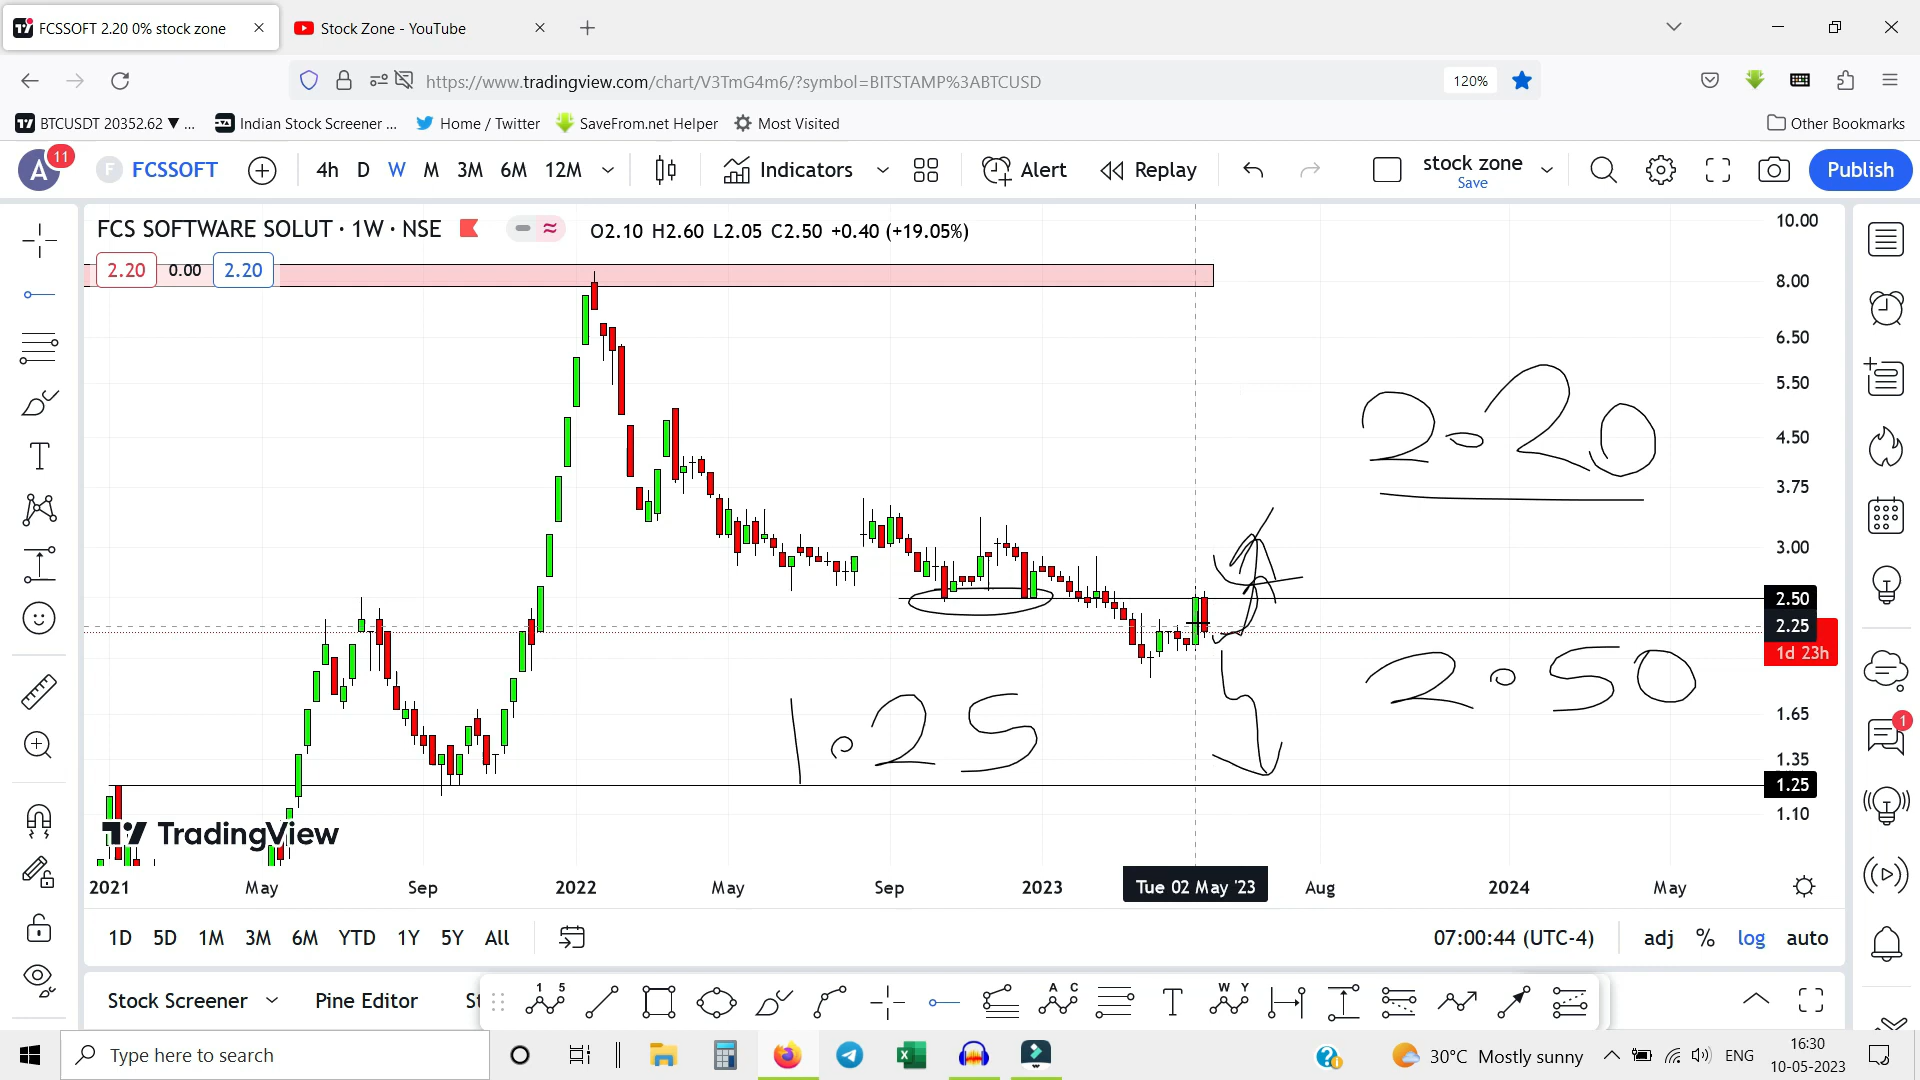 FCSSOFT 2.20 0% stock zone
Stock Zone - YouTube
https://www.tradingview.com/chart/V3TmG4m6/?symbol=BITSTAMP%3ABTCUSD
120%
BTCUSDT 20352.62 ▼ ...
Indian Stock Screener ...
Home / Twitter
SaveFrom.net Helper
Most Visited
Other Bookmarks
A 11
F FCSSOFT
4h D W M 3M 6M 12M
Indicators
Alert
Replay
stock zone
Save
Publish
FCS SOFTWARE SOLUT · 1W · NSE
O2.10 H2.60 L2.05 C2.50 +0.40 (+19.05%)
2.20 0.00 2.20
10.00
8.00
6.50
5.50
4.50
3.75
3.00
2.50
2.25
1d 23h
1.65
1.35
1.25
1.10
2.20
2.50
1.25
TradingView
2021 May Sep 2022 May Sep 2023 Tue 02 May '23 Aug 2024 May
1D 5D 1M 3M 6M YTD 1Y 5Y All
07:00:44 (UTC-4)
adj % log auto
Stock Screener
Pine Editor
St
1 5
A C
W Y
1
Type here to search
30°C Mostly sunny
ENG
16:30
10-05-2023